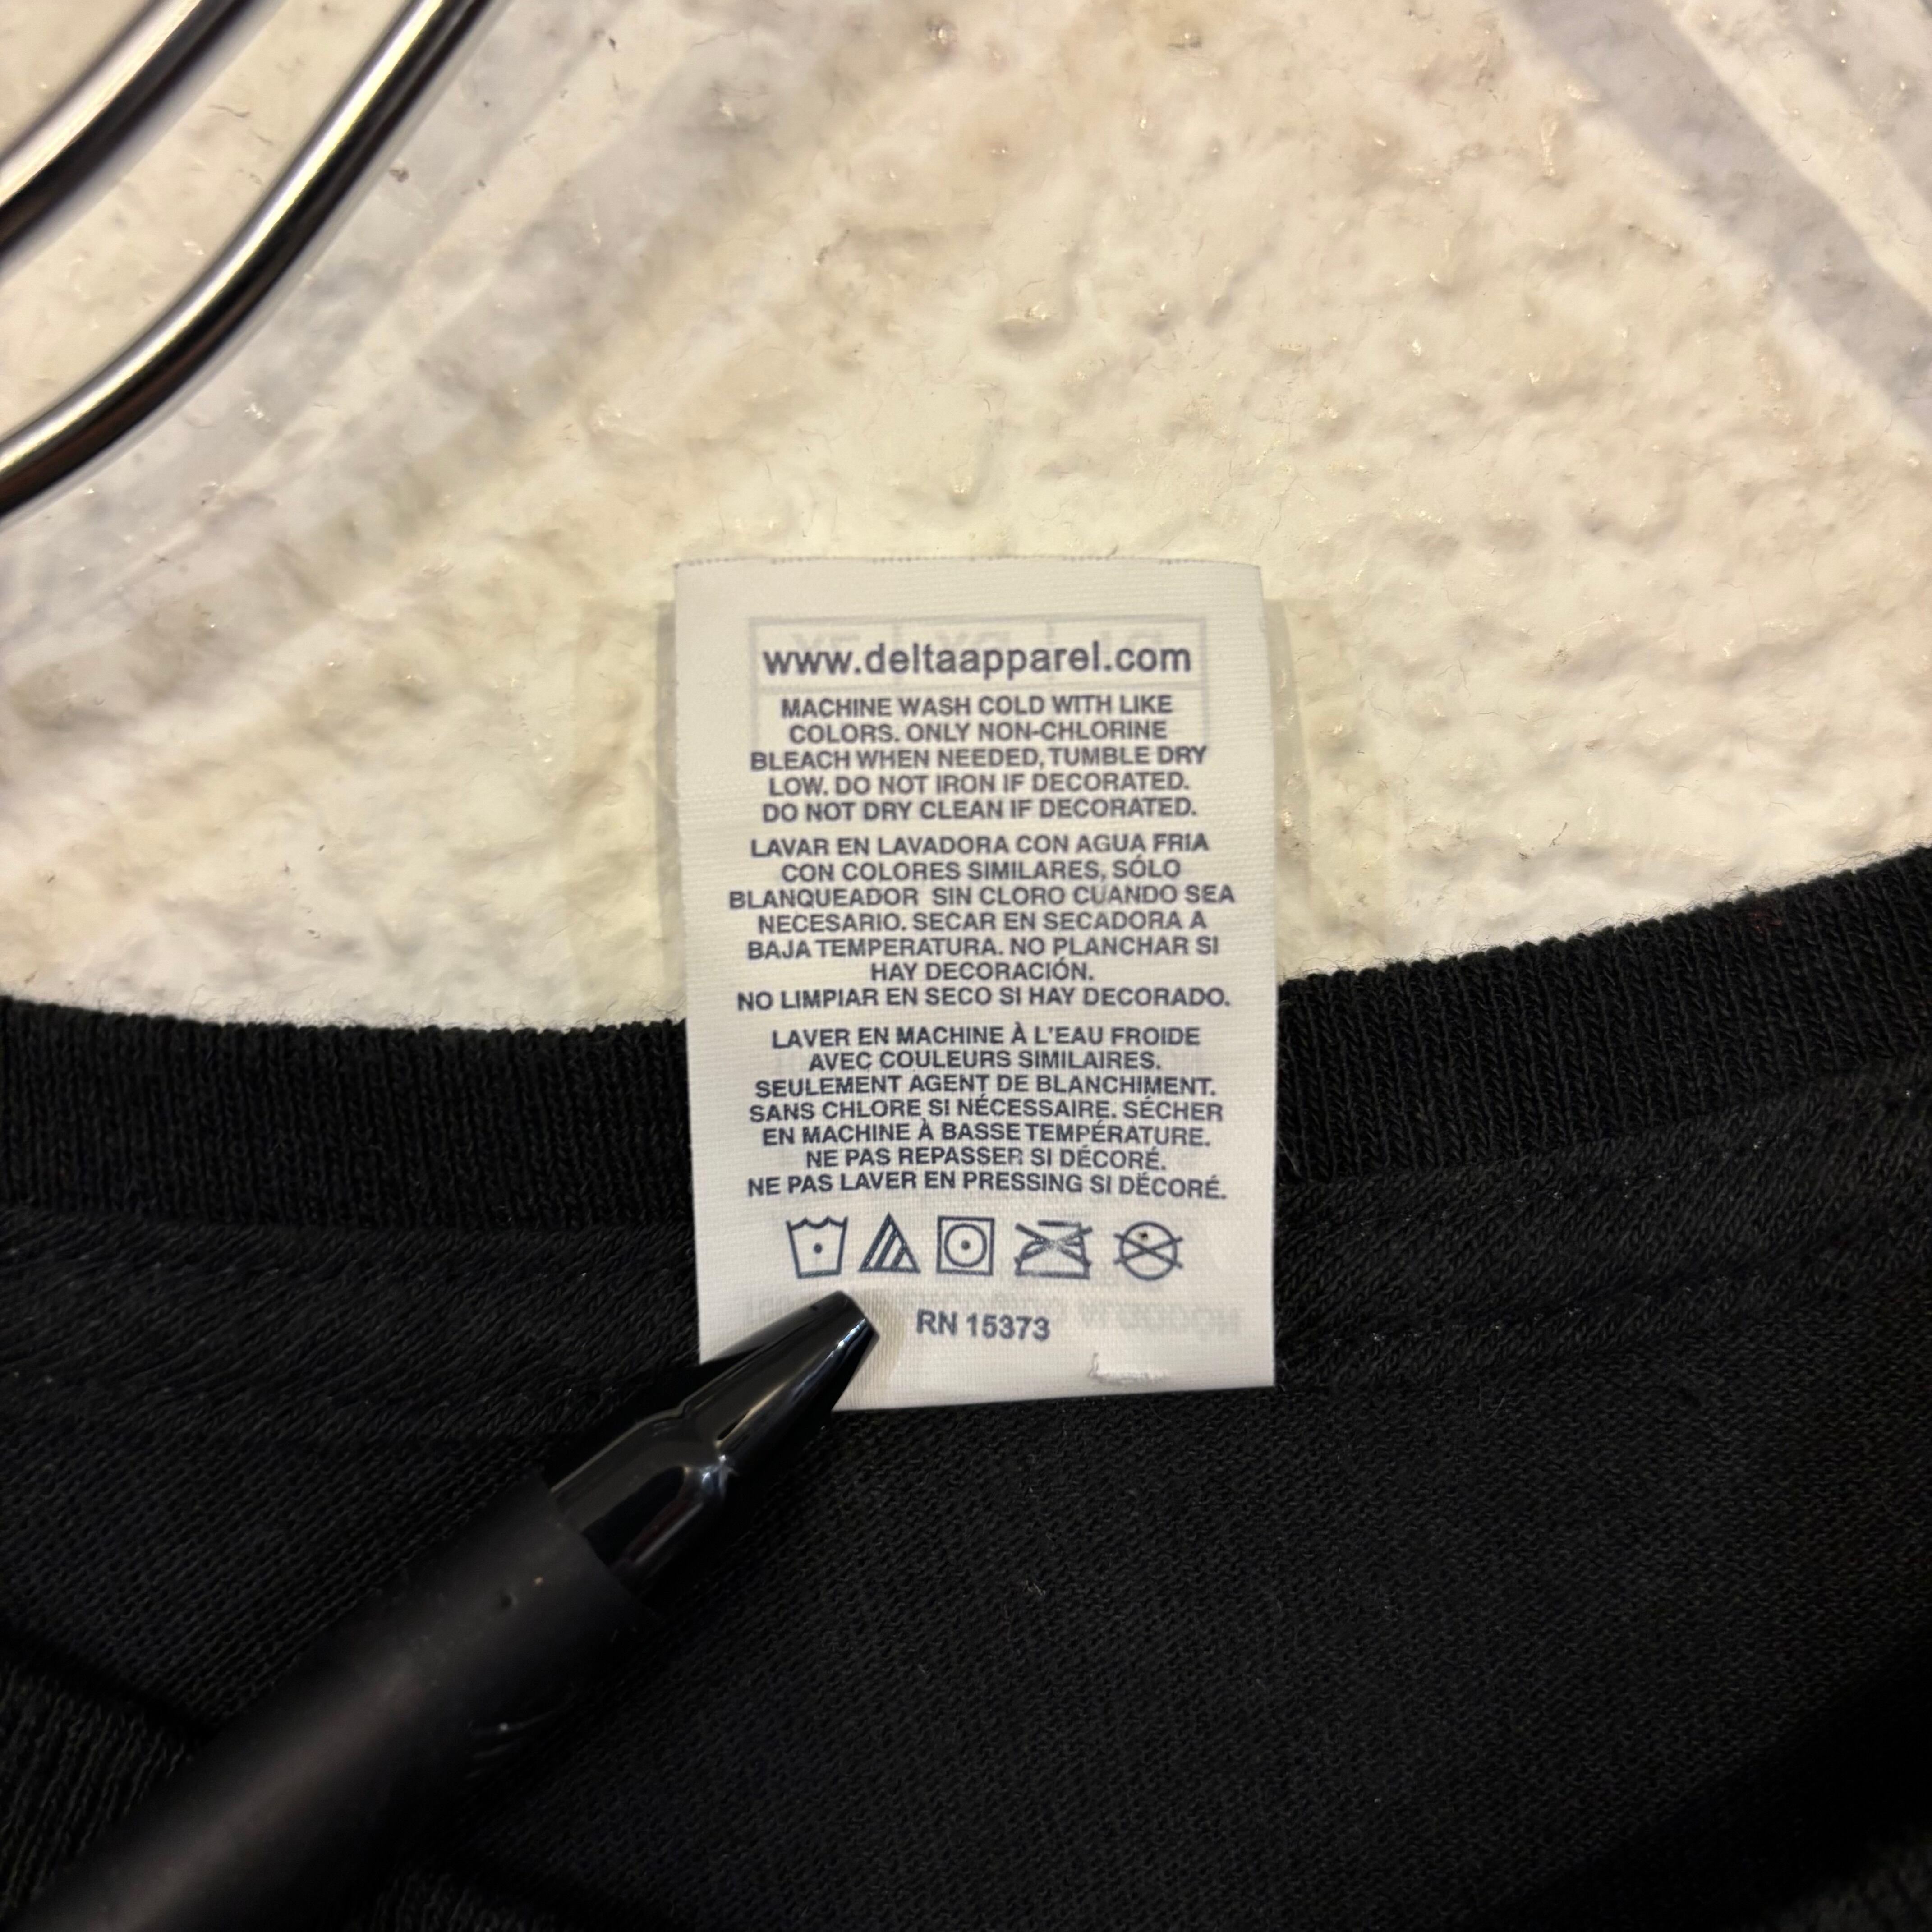 www.deltaapparel.com
MACHINE WASH COLD WITH LIKE
COLORS. ONLY NON-CHLORINE
BLEACH WHEN NEEDED, TUMBLE DRY
LOW. DO NOT IRON IF DECORATED.
DO NOT DRY CLEAN IF DECORATED.
LAVAR EN LAVADORA CON AGUA FRIA
CON COLORES SIMILARES, SÓLO
BLANQUEADOR SIN CLORO CUANDO SEA
NECESARIO. SECAR EN SECADORA A
BAJA TEMPERATURA. NO PLANCHAR SI
HAY DECORACIÓN.
NO LIMPIAR EN SECO SI HAY DECORADO.
LAVER EN MACHINE À L'EAU FROIDE
AVEC COULEURS SIMILAIRES.
SEULEMENT AGENT DE BLANCHIMENT.
SANS CHLORE SI NÉCESSAIRE. SÉCHER
EN MACHINE À BASSE TEMPÉRATURE.
NE PAS REPASSER SI DÉCORÉ.
NE PAS LAVER EN PRESSING SI DÉCORÉ.
RN 15373